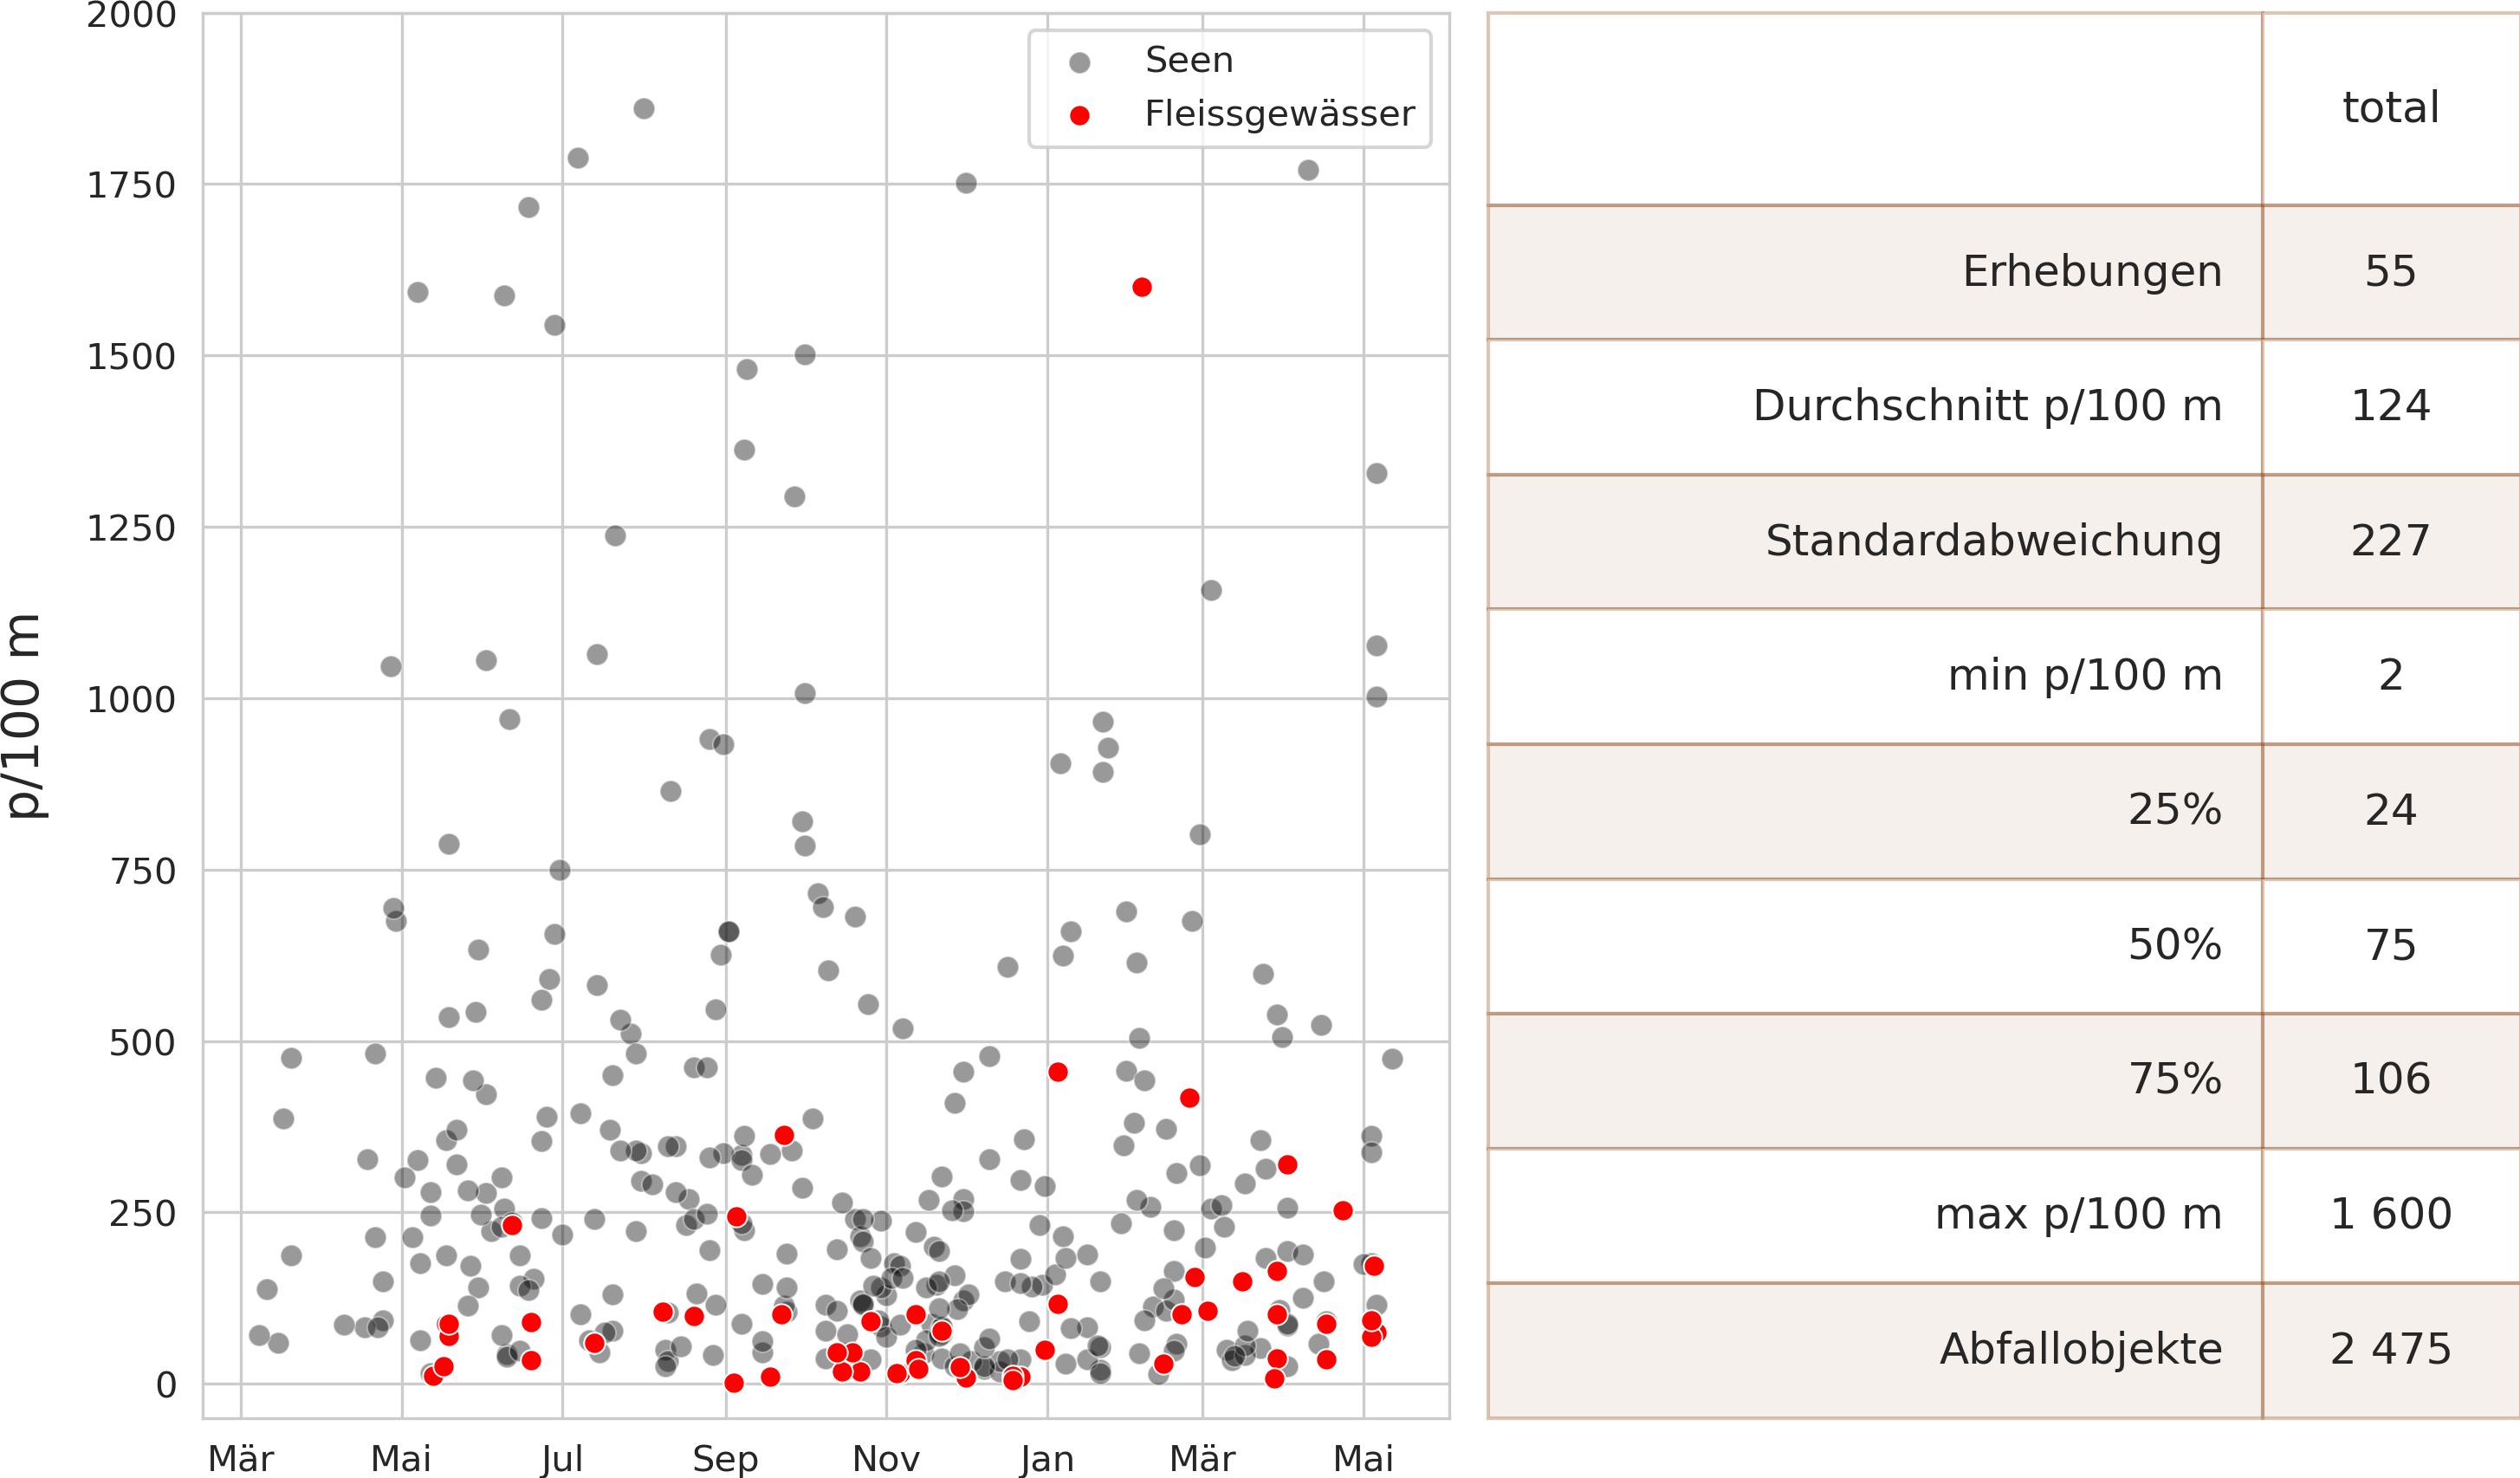 2000
1750
1500
1250
1000
750
500
250
0
p/100 m
Mär Mai Jul Sep Nov Jan Mär Mai
Seen
Fleissgewässer
total
Erhebungen 55
Durchschnitt p/100 m 124
Standardabweichung 227
min p/100 m 2
25% 24
50% 75
75% 106
max p/100 m 1 600
Abfallobjekte 2 475